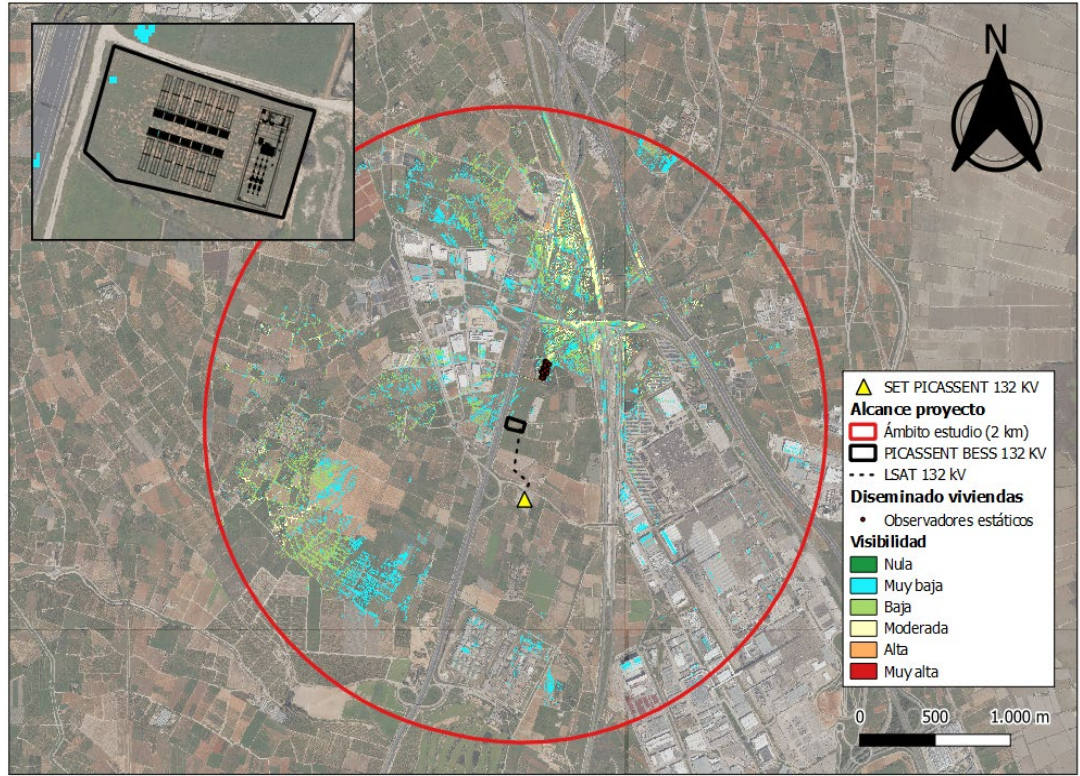 N
SET PICASSENT 132 KV
Alcance proyecto
Ámbito estudio (2 km)
PICASSENT BESS 132 KV
LSAT 132 kV
Diseminado viviendas
Observadores estáticos
Visibilidad
Nula
Muy baja
Baja
Moderada
Alta
Muy alta
0 500 1.000 m